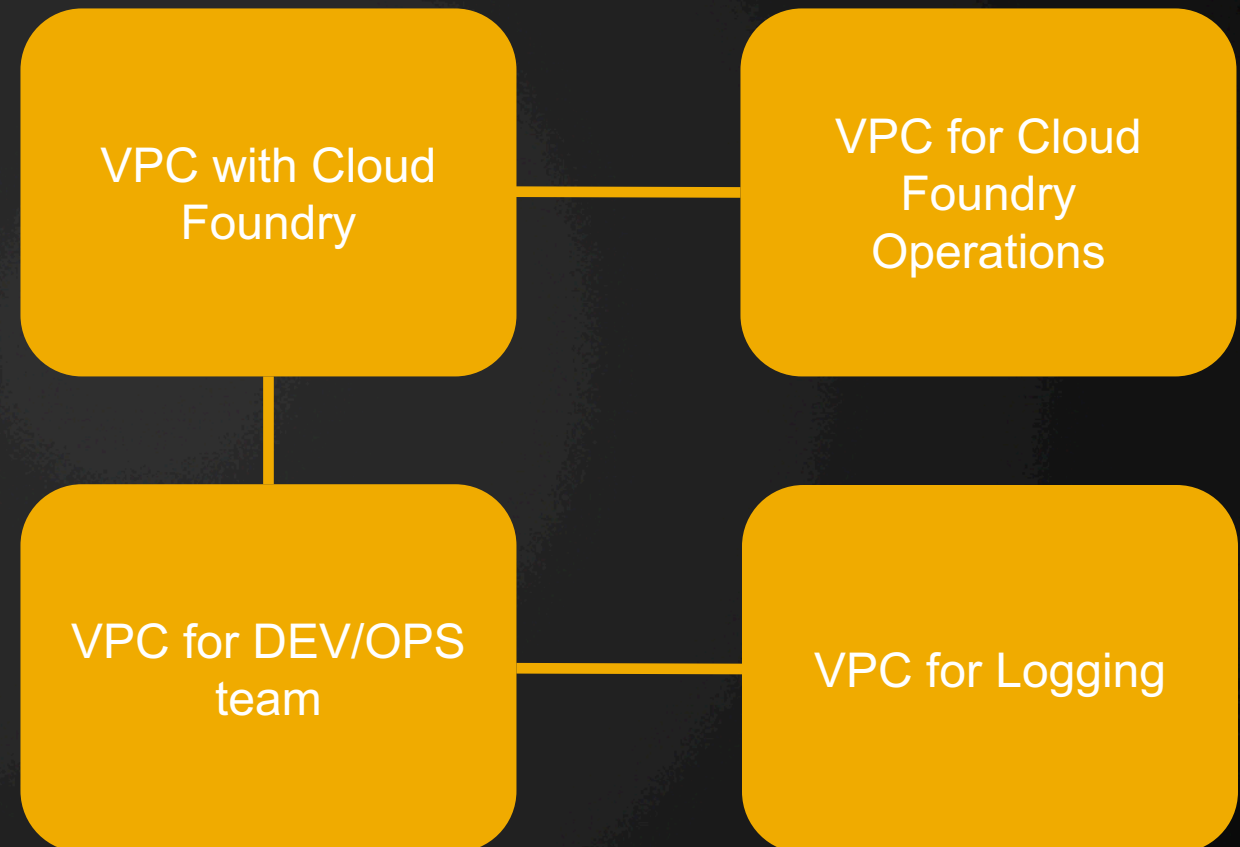 VPC with Cloud
Foundry
VPC for Cloud
Foundry
Operations
VPC for DEV/OPS
team
VPC for Logging